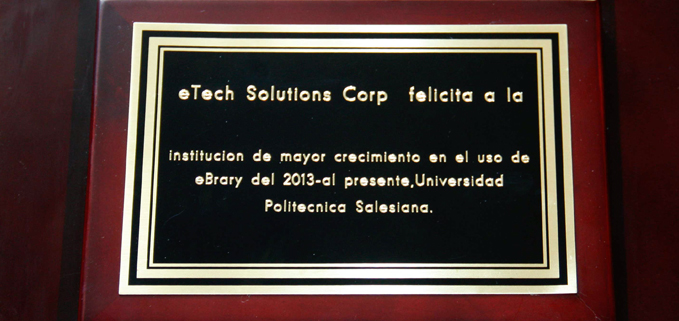 eTech Solutions Corp felicita a la
institucion de mayor crecimiento en el uso de
eBrary del 2013-al presente,Universidad
Politecnica Salesiana.